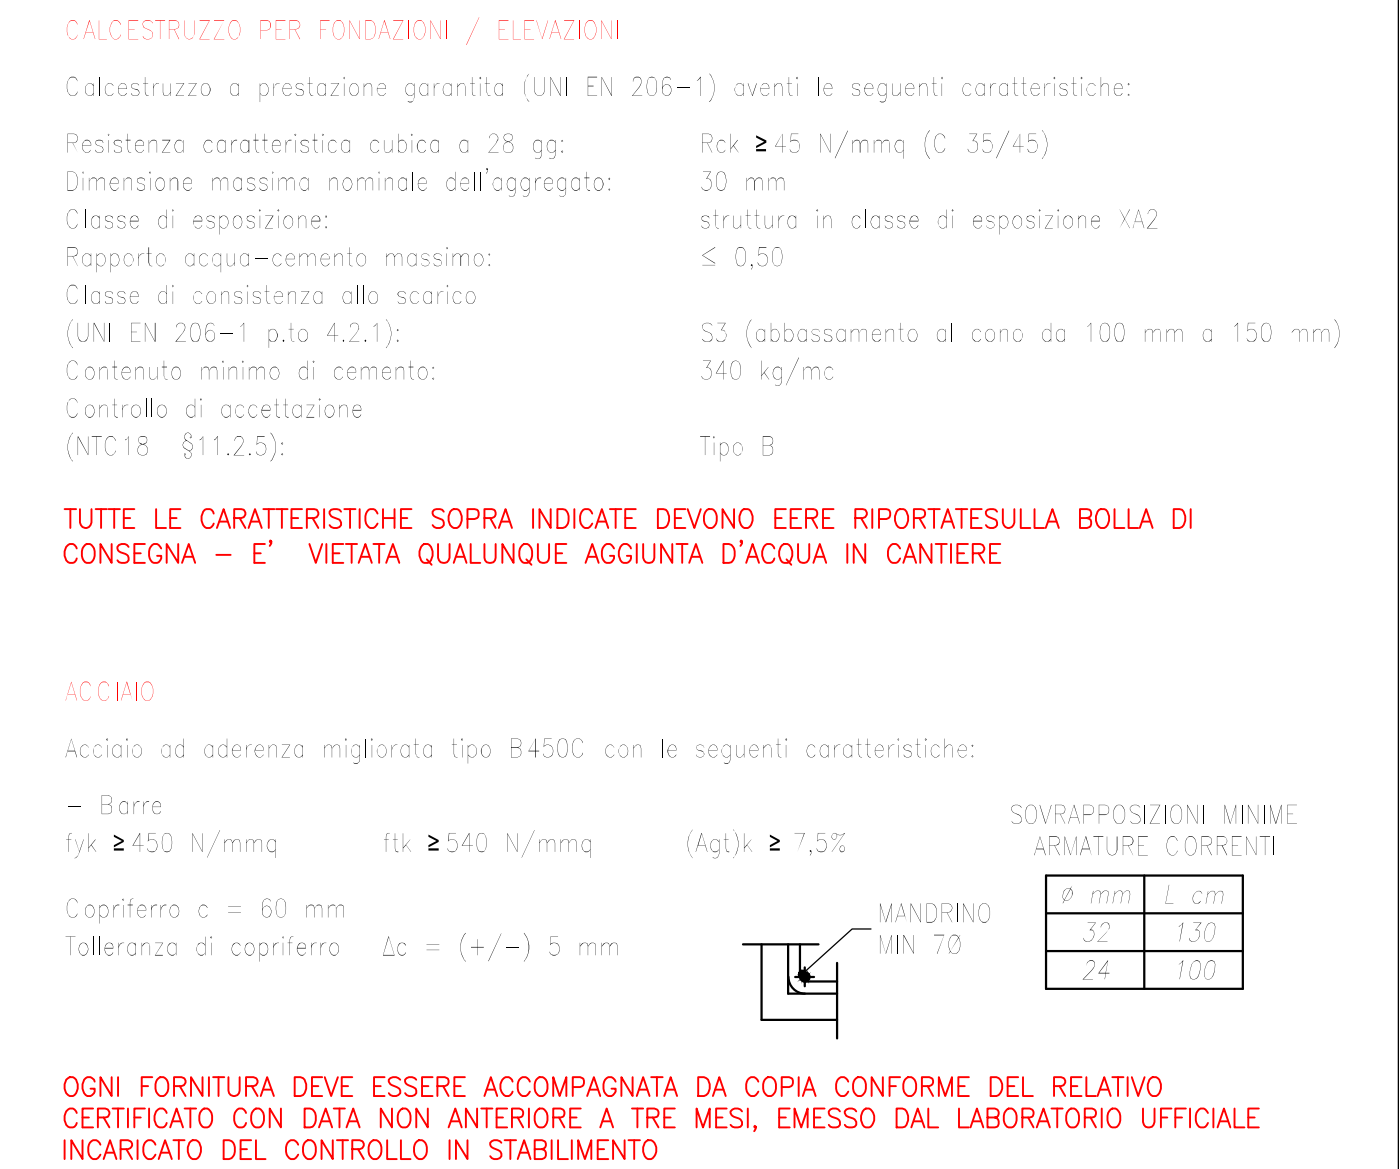 CALCESTRUZZO PER FONDAZIONI / ELEVAZIONI
Calcestruzzo a prestazione garantita (UNI EN 206-1) aventi le seguenti caratteristiche:
Resistenza caratteristica cubica a 28 gg: Rck ≥45 N/mmq (C 35/45)
Dimensione massima nominale dell'aggregato: 30 mm
Classe di esposizione: struttura in classe di esposizione XA2
Rapporto acqua-cemento massimo: ≤ 0,50
Classe di consistenza allo scarico
(UNI EN 206-1 p.to 4.2.1): S3 (abbassamento al cono da 100 mm a 150 mm)
Contenuto minimo di cemento: 340 kg/mc
Controllo di accettazione
(NTC18 §11.2.5): Tipo B
TUTTE LE CARATTERISTICHE SOPRA INDICATE DEVONO EERE RIPORTATESULLA BOLLA DI
CONSEGNA - E' VIETATA QUALUNQUE AGGIUNTA D'ACQUA IN CANTIERE
ACCIAIO
Acciaio ad aderenza migliorata tipo B450C con le seguenti caratteristiche:
- Barre
fyk ≥450 N/mmq ftk ≥540 N/mmq (Agt)k ≥ 7,5%
Copriferro c = 60 mm
Tolleranza di copriferro Δc = (+/-) 5 mm
MANDRINO
MIN 7Ø
SOVRAPPOSIZIONI MINIME
ARMATURE CORRENTI
ø mm L cm
32 130
24 100
OGNI FORNITURA DEVE ESSERE ACCOMPAGNATA DA COPIA CONFORME DEL RELATIVO
CERTIFICATO CON DATA NON ANTERIORE A TRE MESI, EMESSO DAL LABORATORIO UFFICIALE
INCARICATO DEL CONTROLLO IN STABILIMENTO